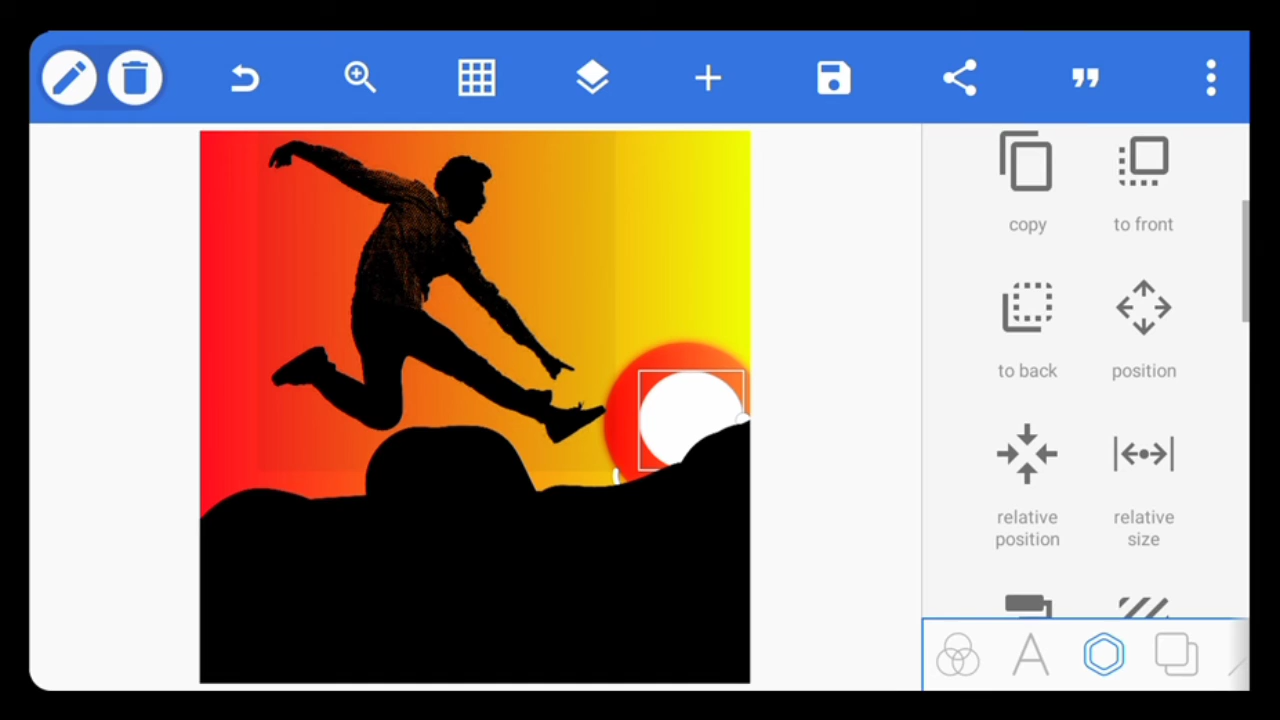 copy
to front
to back
position
relative
position
relative
size